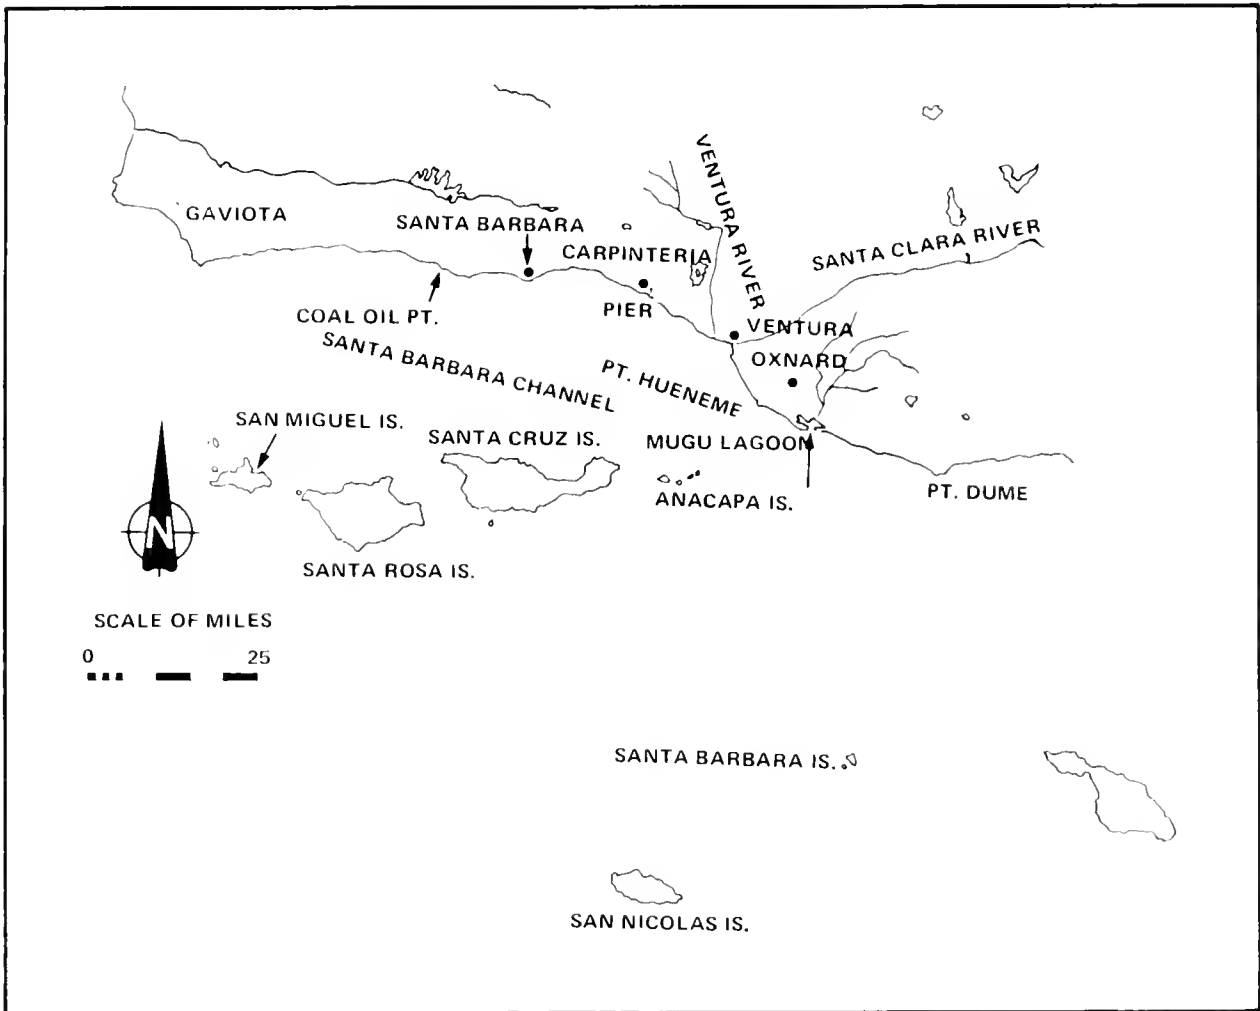 VENTURA RIVER
GAVIOTA
SANTA BARBARA
CARPINTERIA
SANTA CLARA RIVER
COAL OIL PT.
PIER
VENTURA
SANTA BARBARA CHANNEL
PT. HUENEME
OXNARD
SAN MIGUEL IS.
SANTA CRUZ IS.
MUGU LAGOON
ANACAPA IS.
PT. DUME
N
SANTA ROSA IS.
SCALE OF MILES
0 25
SANTA BARBARA IS.
SAN NICOLAS IS.